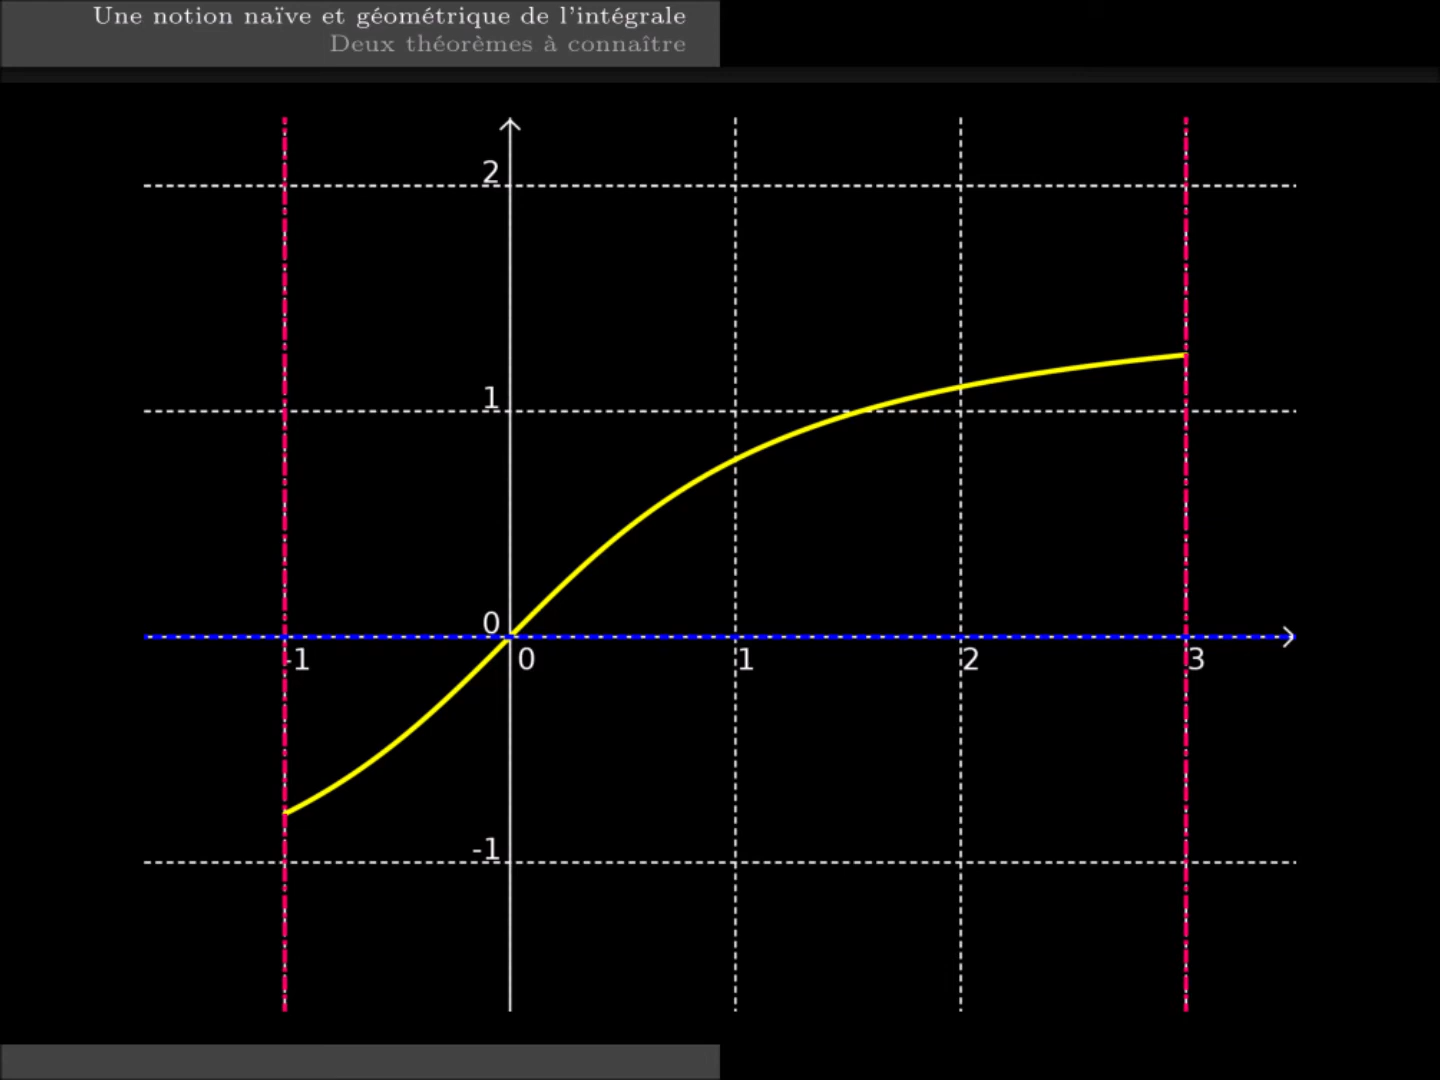 Une notion naïve et géométrique de l'intégrale
Deux théorèmes à connaître
2
1
0
-1 0 1 2 3
-1